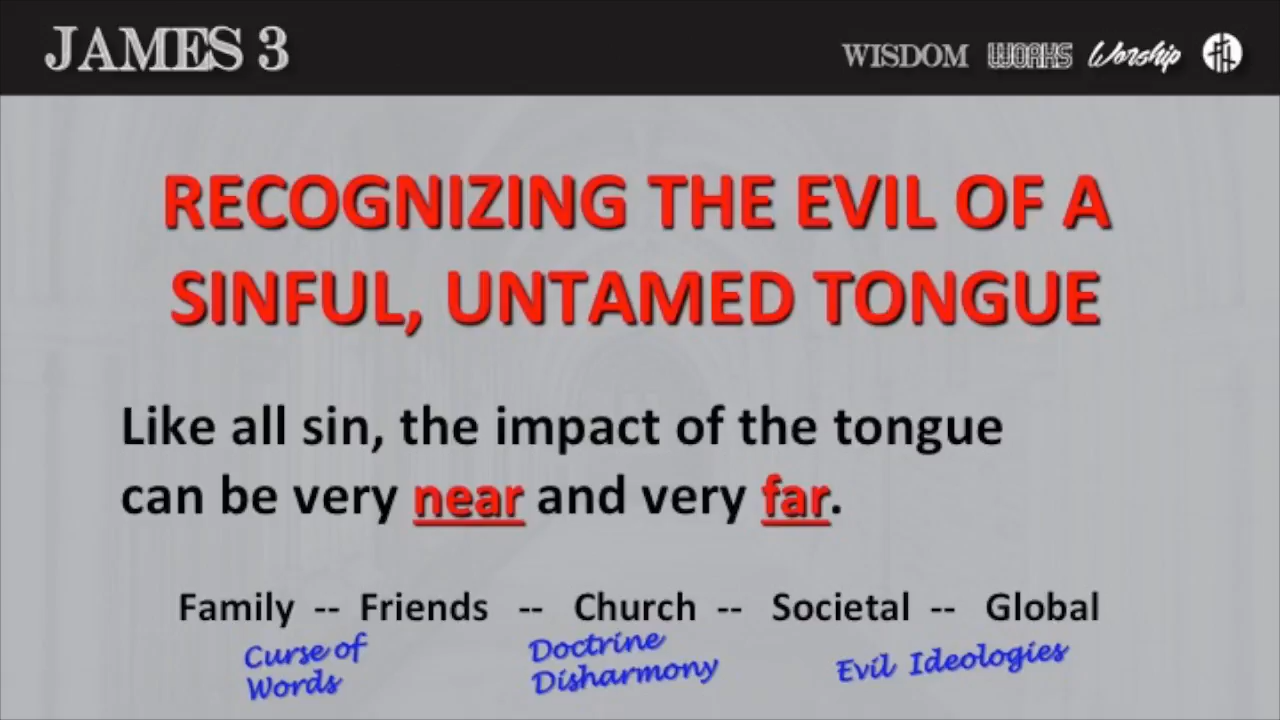 JAMES 3
WISDOM WORKS Worship
RECOGNIZING THE EVIL OF A
SINFUL, UNTAMED TONGUE
Like all sin, the impact of the tongue
can be very near and very far.
Family -- Friends -- Church -- Societal -- Global
Curse of
Words
Doctrine
Disharmony
Evil Ideologies